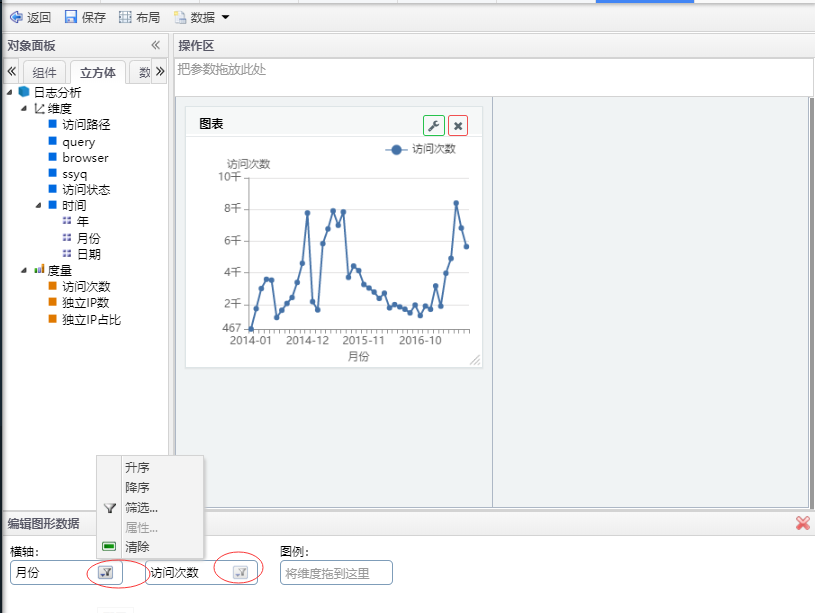 返回 保存 布局 数据
对象面板
操作区
组件 立方体 数
把参数拖放此处
日志分析
维度
访问路径
query
browser
ssyq
访问状态
时间
年
月份
日期
度量
访问次数
独立IP数
独立IP占比
图表
访问次数
访问次数
10千
8千
6千
4千
2千
467
2014-01 2014-12 2015-11 2016-10
月份
升序
降序
筛选...
属性...
清除
编辑图形数据
横轴:
图例:
月份
访问次数
将维度拖到这里